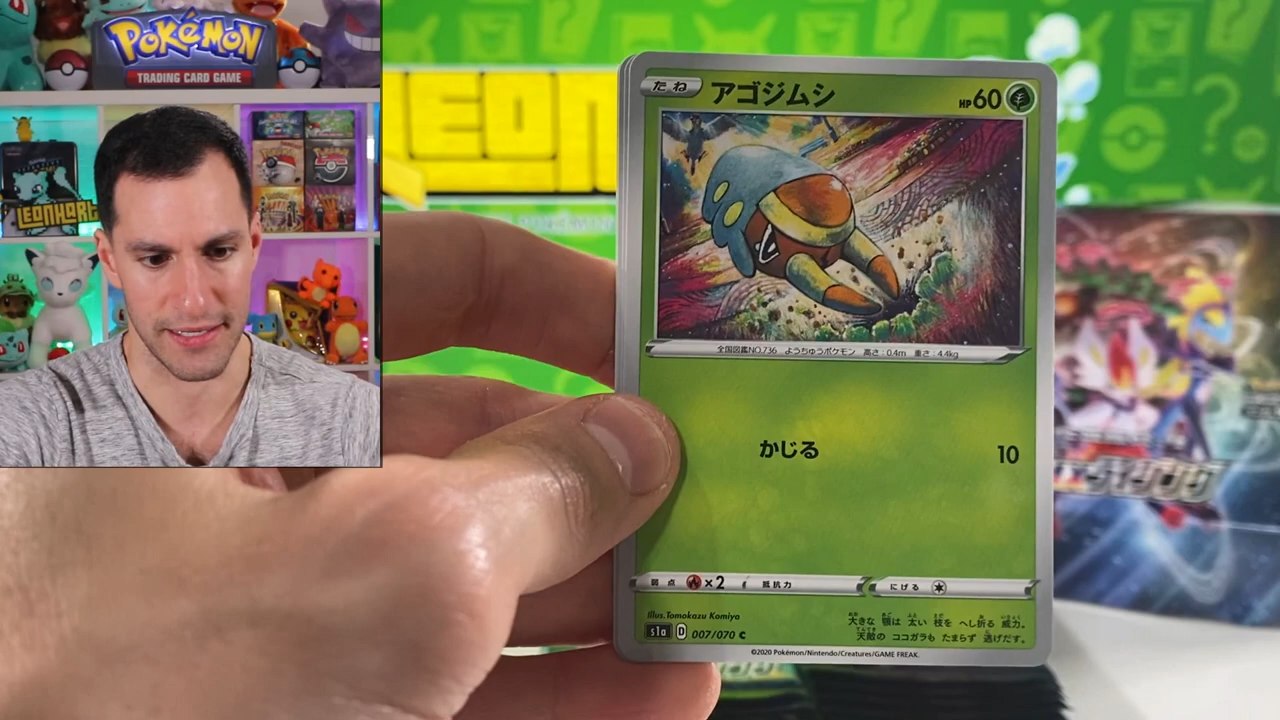 POKÉMON
TRADING CARD GAME
LEONHART
LEON
たね
アゴジムシ
HP60
全国図鑑NO.736 ようちゅうポケモン 高さ:0.4m 重さ:4.4kg
かじる
10
弱点
×2
抵抗力
にげる
Illus.Tomokazu Komiya
s1a D 007/070 C
大きな 顎は 太い 枝を へし折る 威力。
天敵の ココガラも たまらず 逃げだす。
©2020 Pokémon/Nintendo/Creatures/GAME FREAK.